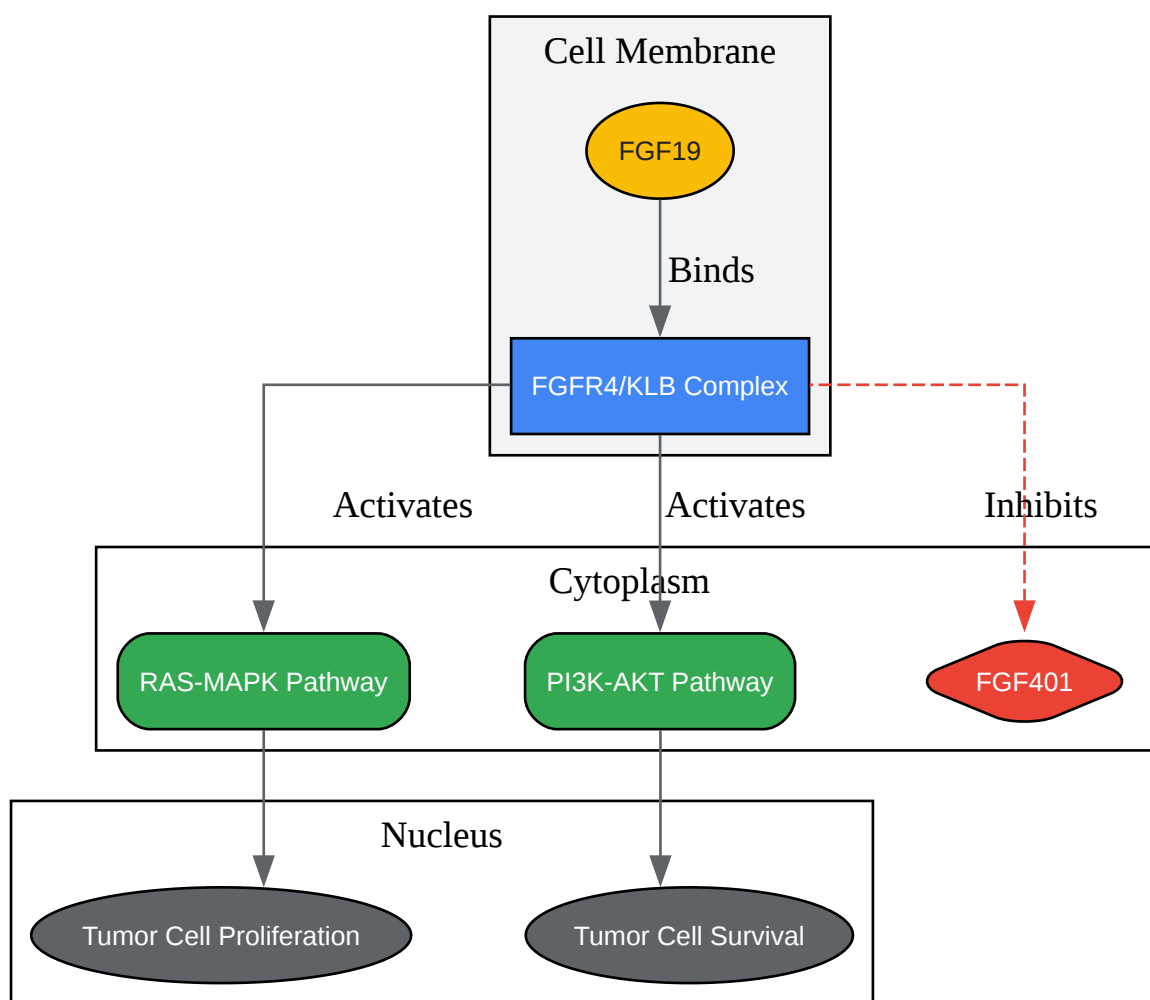 Cell Membrane
FGF19
Binds
FGFR4/KLB Complex
Activates
Activates
Inhibits
Cytoplasm
RAS-MAPK Pathway
PI3K-AKT Pathway
FGF401
Nucleus
Tumor Cell Proliferation
Tumor Cell Survival